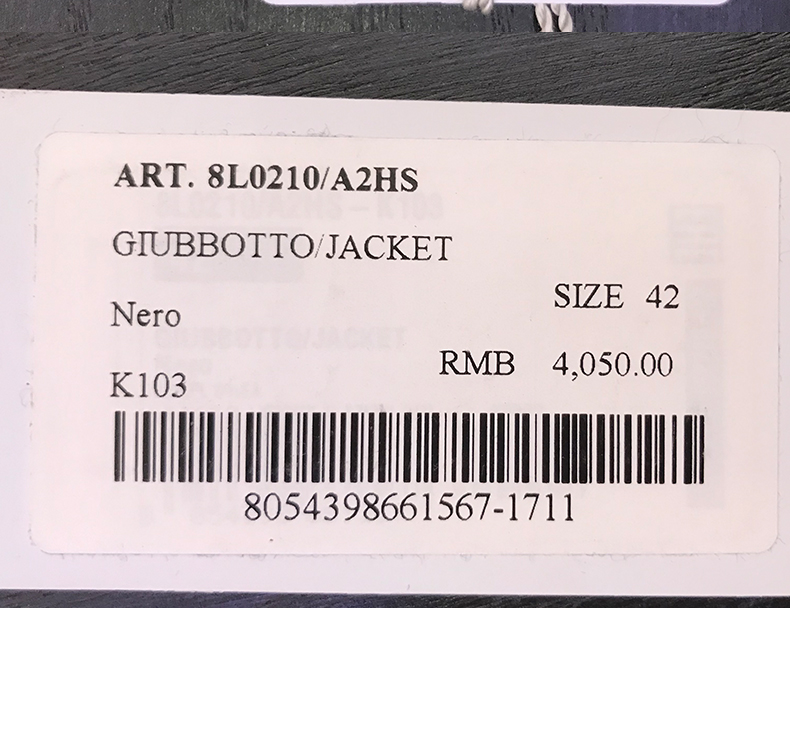 ART. 8L0210/A2HS
GIUBBOTTO/JACKET
SIZE 42
Nero
RMB 4,050.00
K103
8054398661567-1711